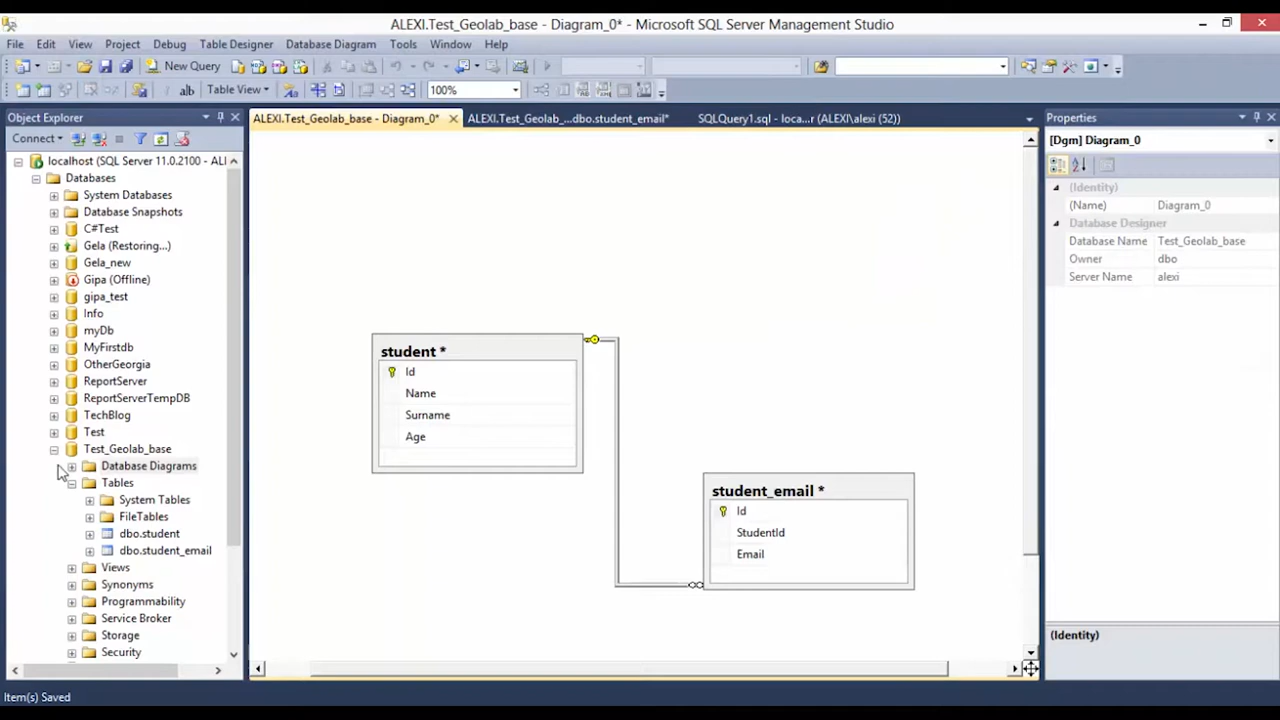 ALEXI.Test_Geolab_base - Diagram_0* - Microsoft SQL Server Management Studio
File Edit View Project Debug Table Designer Database Diagram Tools Window Help
New Query
Table View 100%
Object Explorer
ALEXI.Test_Geolab_base - Diagram_0* ALEXI.Test_Geolab_...dbo.student_email* SQLQuery1.sql - loca...r (ALEXI\alexi (52))
Properties
Connect
[Dgm] Diagram_0
localhost (SQL Server 11.0.2100 - ALI
Databases
System Databases
Database Snapshots
C#Test
Gela (Restoring...)
Gela_new
Gipa (Offline)
gipa_test
Info
myDb
MyFirstdb
OtherGeorgia
ReportServer
ReportServerTempDB
TechBlog
Test
Test_Geolab_base
Database Diagrams
Tables
System Tables
FileTables
dbo.student
dbo.student_email
Views
Synonyms
Programmability
Service Broker
Storage
Security
student *
Id
Name
Surname
Age
student_email *
Id
StudentId
Email
(Identity)
(Name) Diagram_0
Database Designer
Database Name Test_Geolab_base
Owner dbo
Server Name alexi
(Identity)
Item(s) Saved